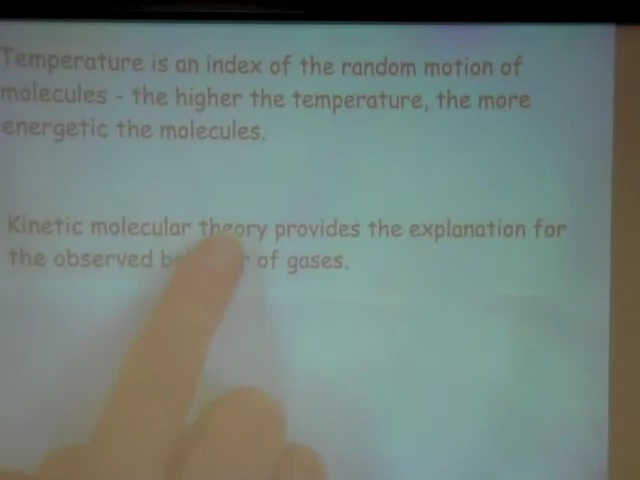 Temperature is an index of the random motion of
molecules - the higher the temperature, the more
energetic the molecules.
Kinetic molecular theory provides the explanation for
the observed of gases.